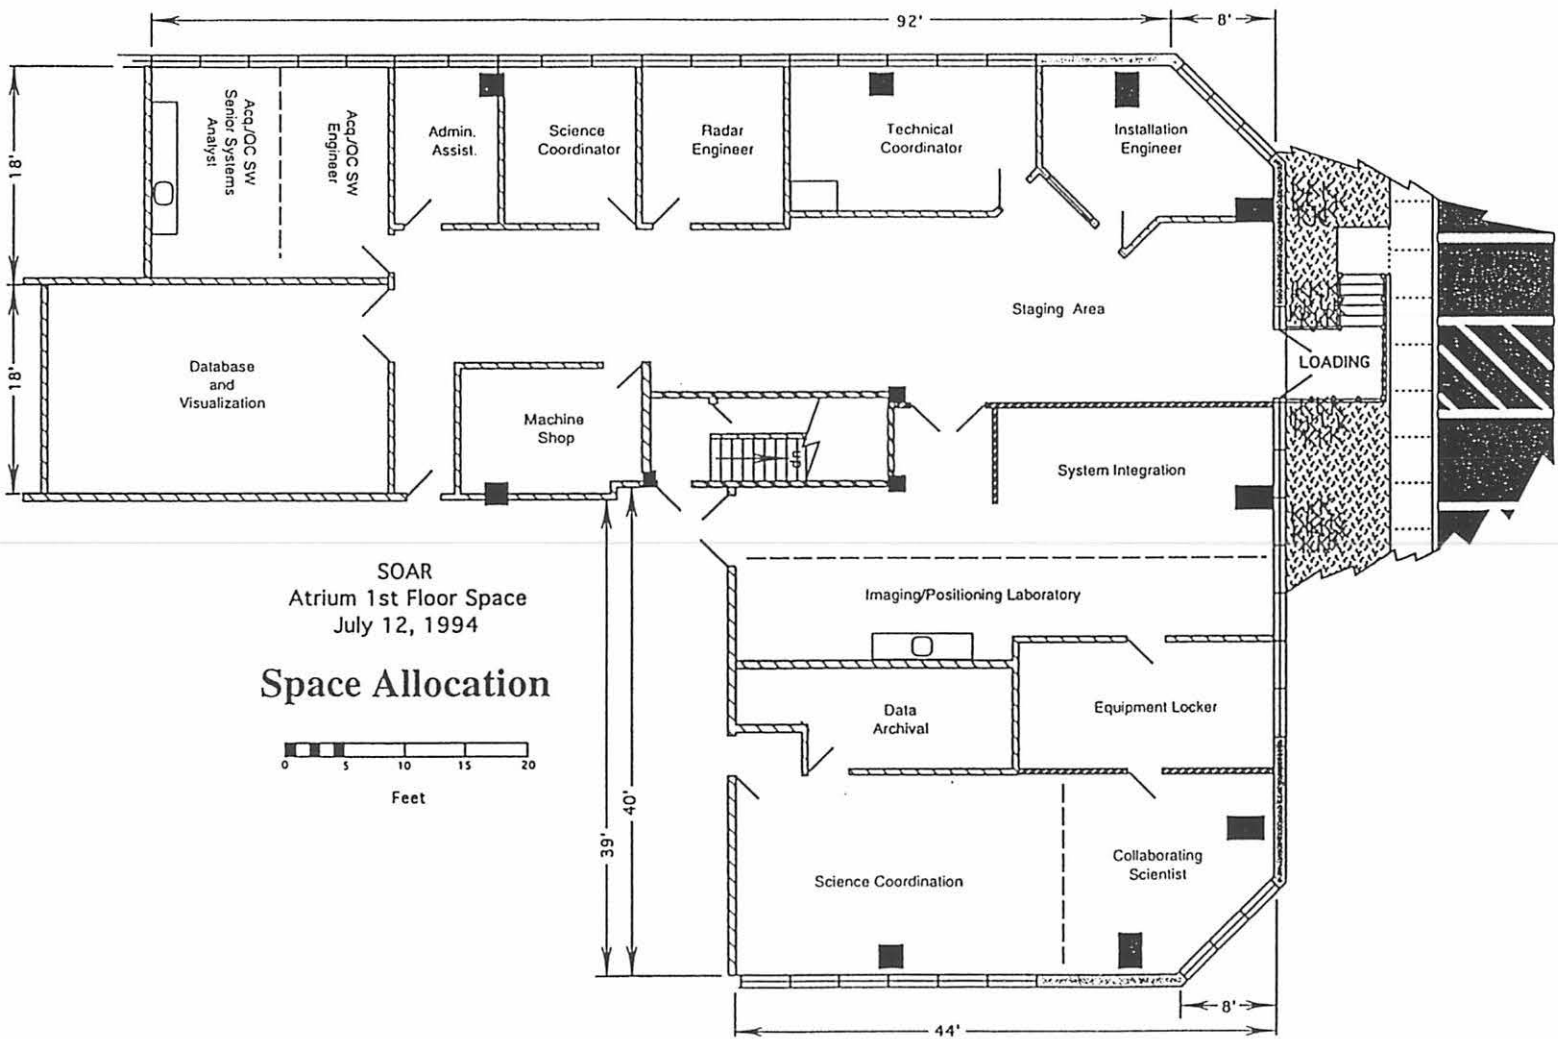 92'
8'
18'
Acq./QC SW
Senior Systems
Analyst
Acq./QC SW
Engineer
Admin.
Assist.
Science
Coordinator
Radar
Engineer
Technical
Coordinator
Installation
Engineer
Staging Area
LOADING
18'
Database
and
Visualization
Machine
Shop
UP
System Integration
SOAR
Atrium 1st Floor Space
July 12, 1994
Space Allocation
0 5 10 15 20
Feet
Imaging/Positioning Laboratory
Data
Archival
Equipment Locker
39'
40'
Science Coordination
Collaborating
Scientist
8'
44'